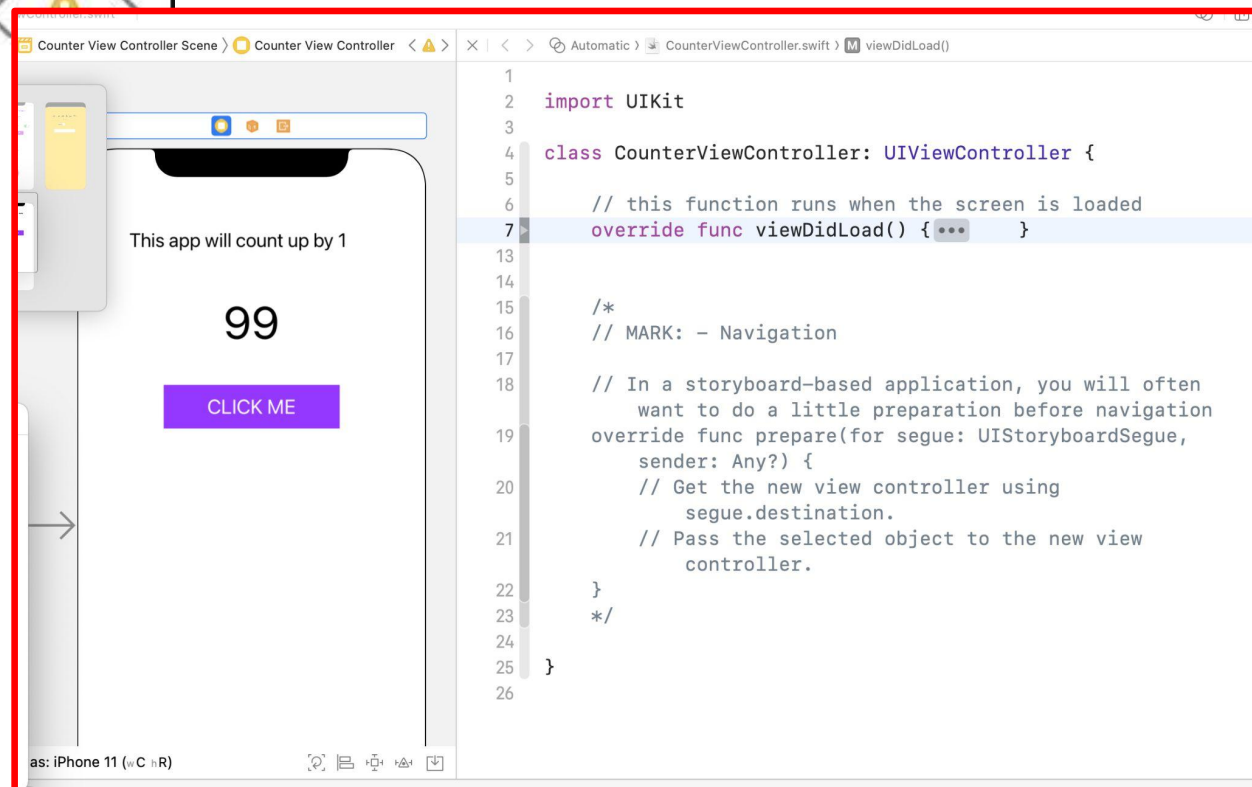 wController.swift
Counter View Controller Scene 〉 Counter View Controller < >
Automatic 〉 CounterViewController.swift 〉 M viewDidLoad()
This app will count up by 1
99
CLICK ME
as: iPhone 11 (wC hR)
1
2 import UIKit
3
4 class CounterViewController: UIViewController {
5
6 // this function runs when the screen is loaded
7 override func viewDidLoad() {••• }
13
14
15 /*
16 // MARK: - Navigation
17
18 // In a storyboard-based application, you will often
want to do a little preparation before navigation
19 override func prepare(for segue: UIStoryboardSegue,
sender: Any?) {
20 // Get the new view controller using
segue.destination.
21 // Pass the selected object to the new view
controller.
22 }
23 */
24
25 }
26